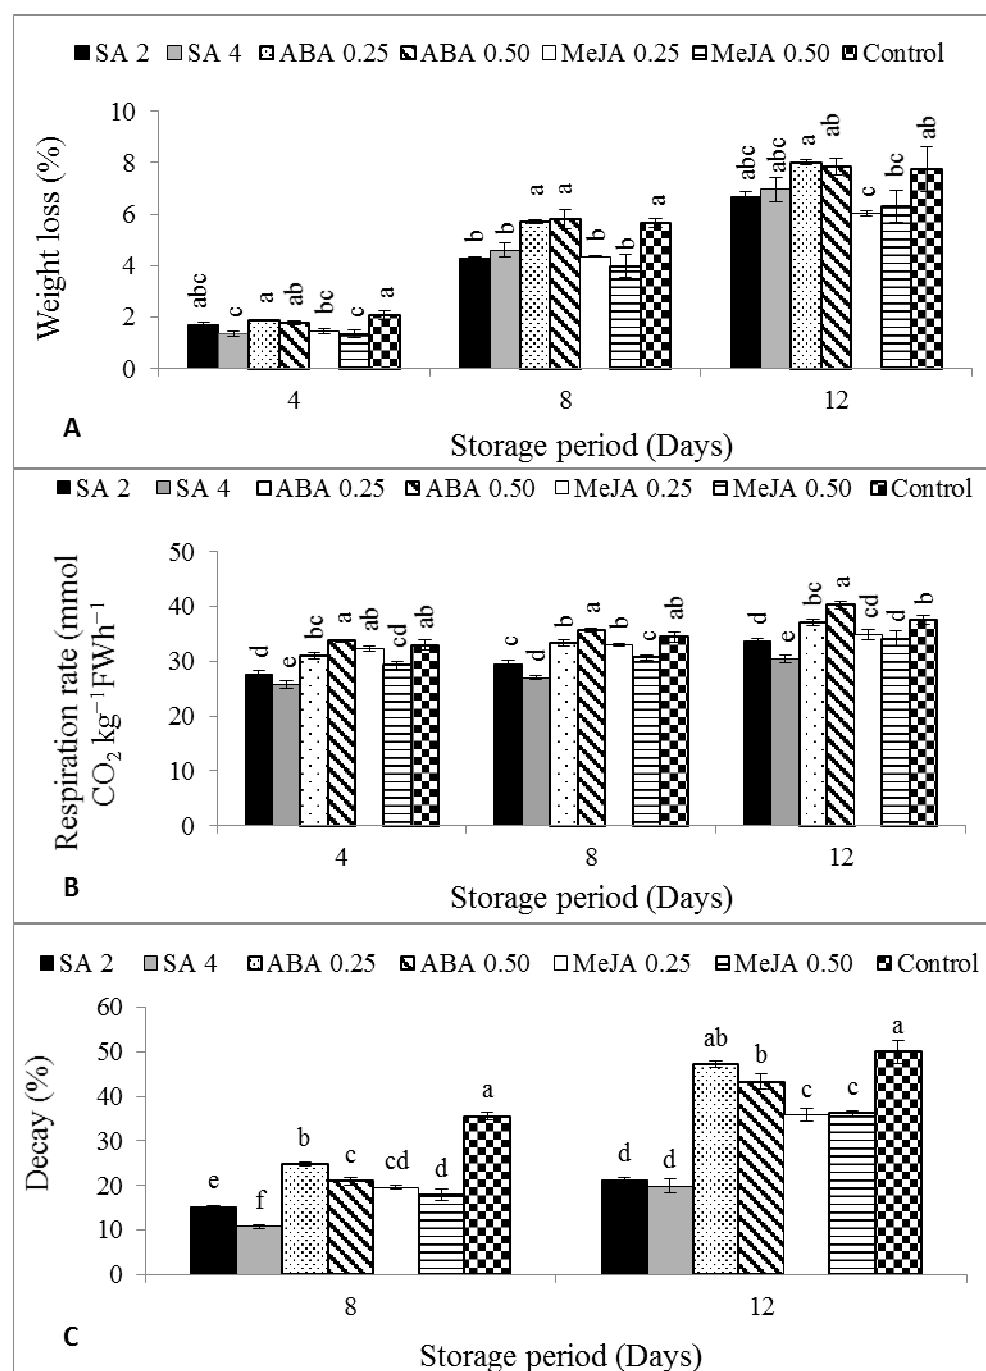 SA 2 SA 4 ABA 0.25 ABA 0.50 MeJA 0.25 MeJA 0.50 Control
Weight loss (%)
10
8
6
4
2
0
abc c a ab bc c a
b b a a b b a
abc abc a ab c bc ab
4 8 12
A
Storage period (Days)
SA 2 SA 4 ABA 0.25 ABA 0.50 MeJA 0.25 MeJA 0.50 Control
Respiration rate (mmol
CO₂ kg⁻¹FWh⁻¹
50
40
30
20
10
0
d e bc a ab cd ab
c d b a b c ab
d e bc a cd d b
4 8 12
B
Storage period (Days)
SA 2 SA 4 ABA 0.25 ABA 0.50 MeJA 0.25 MeJA 0.50 Control
Decay (%)
60
50
40
30
20
10
0
e f b c cd d a
d d ab b c c a
8 12
C
Storage period (Days)